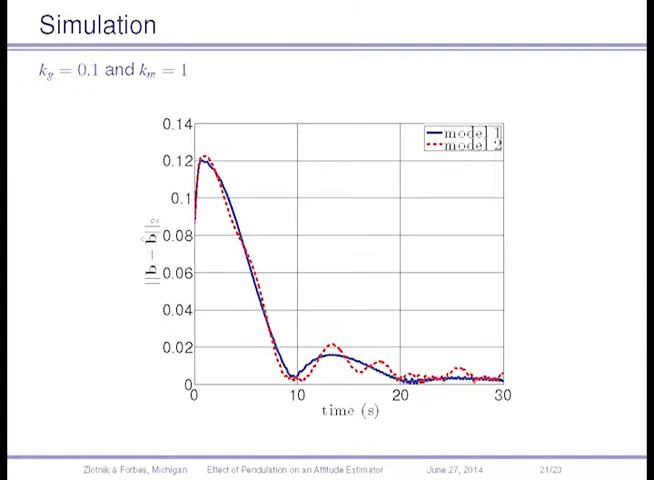 Simulation
k_g = 0.1 and k_m = 1
0.14
0.12
0.1
0.08
0.06
0.04
0.02
0
||b − b̂||₂
model 1
model 2
0 10 20 30
time (s)
Zlotnik & Forbes, Michigan Effect of Pendulation on an Attitude Estimator June 27, 2014 21/23